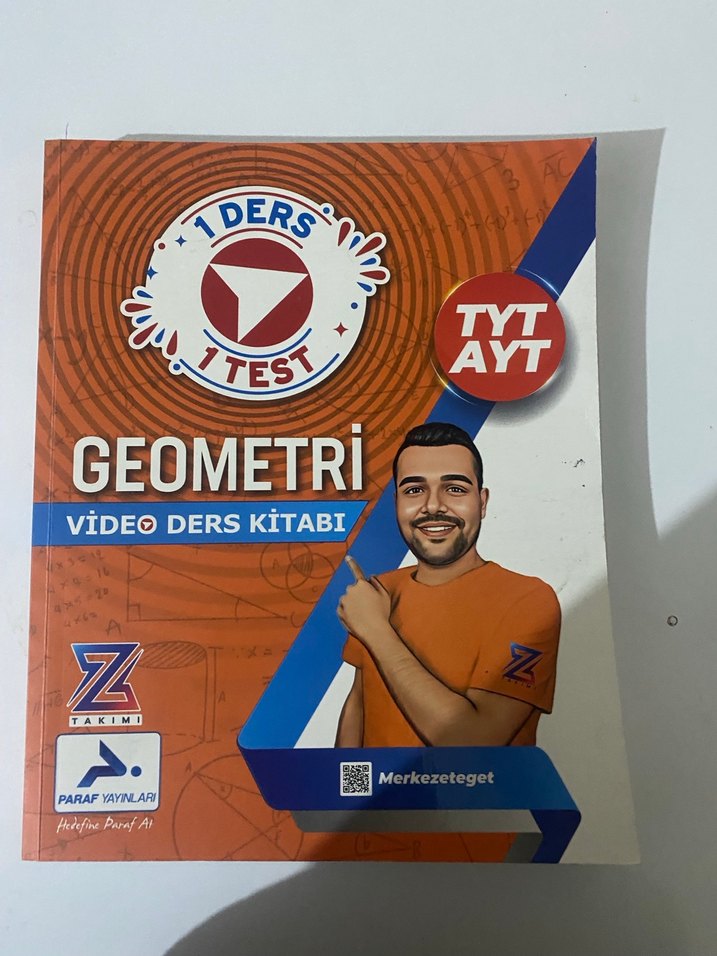 1 DERS
1 TEST
TYT
AYT
GEOMETRİ
VİDEO DERS KİTABI
Z
TAKIMI
Z
TAKIMI
PARAF YAYINLARI
Hedefine Paraf At
Merkezeteget